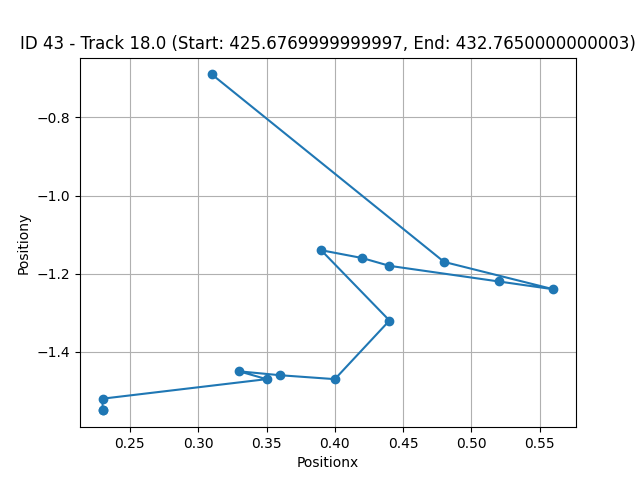 ID 43 - Track 18.0 (Start: 425.6769999999997, End: 432.7650000000003)
−0.8
−1.0
−1.2
−1.4
Positiony
0.25 0.30 0.35 0.40 0.45 0.50 0.55
Positionx